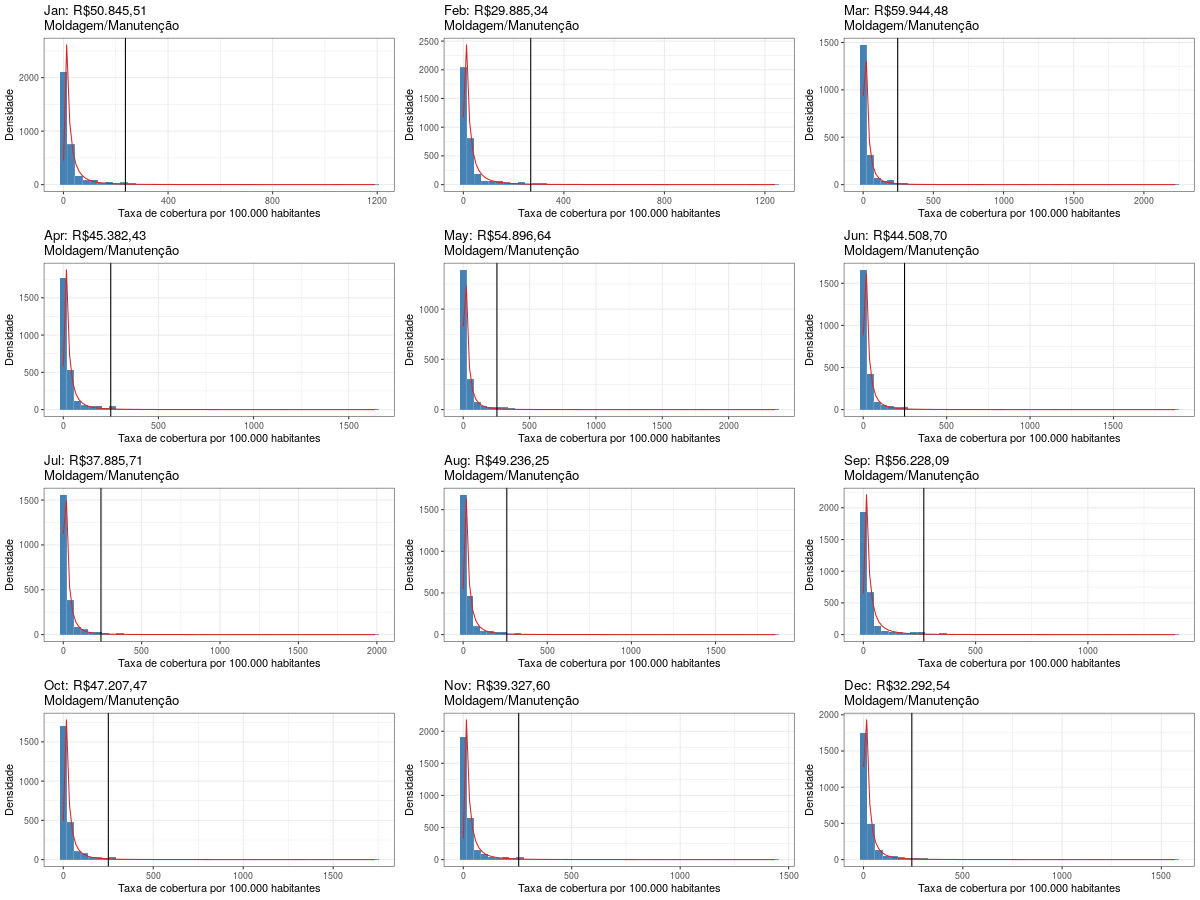 Jan: R$50.845,51
Moldagem/Manutenção
Densidade
2000
1000
0
0 400 800 1200
Taxa de cobertura por 100.000 habitantes
Feb: R$29.885,34
Moldagem/Manutenção
Densidade
2500
2000
1500
1000
500
0
0 400 800 1200
Taxa de cobertura por 100.000 habitantes
Mar: R$59.944,48
Moldagem/Manutenção
Densidade
1500
1000
500
0
0 500 1000 1500 2000
Taxa de cobertura por 100.000 habitantes
Apr: R$45.382,43
Moldagem/Manutenção
Densidade
1500
1000
500
0
0 500 1000 1500
Taxa de cobertura por 100.000 habitantes
May: R$54.896,64
Moldagem/Manutenção
Densidade
1000
500
0
0 500 1000 1500 2000
Taxa de cobertura por 100.000 habitantes
Jun: R$44.508,70
Moldagem/Manutenção
Densidade
1500
1000
500
0
0 500 1000 1500
Taxa de cobertura por 100.000 habitantes
Jul: R$37.885,71
Moldagem/Manutenção
Densidade
1500
1000
500
0
0 500 1000 1500 2000
Taxa de cobertura por 100.000 habitantes
Aug: R$49.236,25
Moldagem/Manutenção
Densidade
1500
1000
500
0
0 500 1000 1500
Taxa de cobertura por 100.000 habitantes
Sep: R$56.228,09
Moldagem/Manutenção
Densidade
2000
1500
1000
500
0
0 500 1000
Taxa de cobertura por 100.000 habitantes
Oct: R$47.207,47
Moldagem/Manutenção
Densidade
1500
1000
500
0
0 500 1000 1500
Taxa de cobertura por 100.000 habitantes
Nov: R$39.327,60
Moldagem/Manutenção
Densidade
2000
1500
1000
500
0
0 500 1000 1500
Taxa de cobertura por 100.000 habitantes
Dec: R$32.292,54
Moldagem/Manutenção
Densidade
2000
1500
1000
500
0
0 500 1000 1500
Taxa de cobertura por 100.000 habitantes